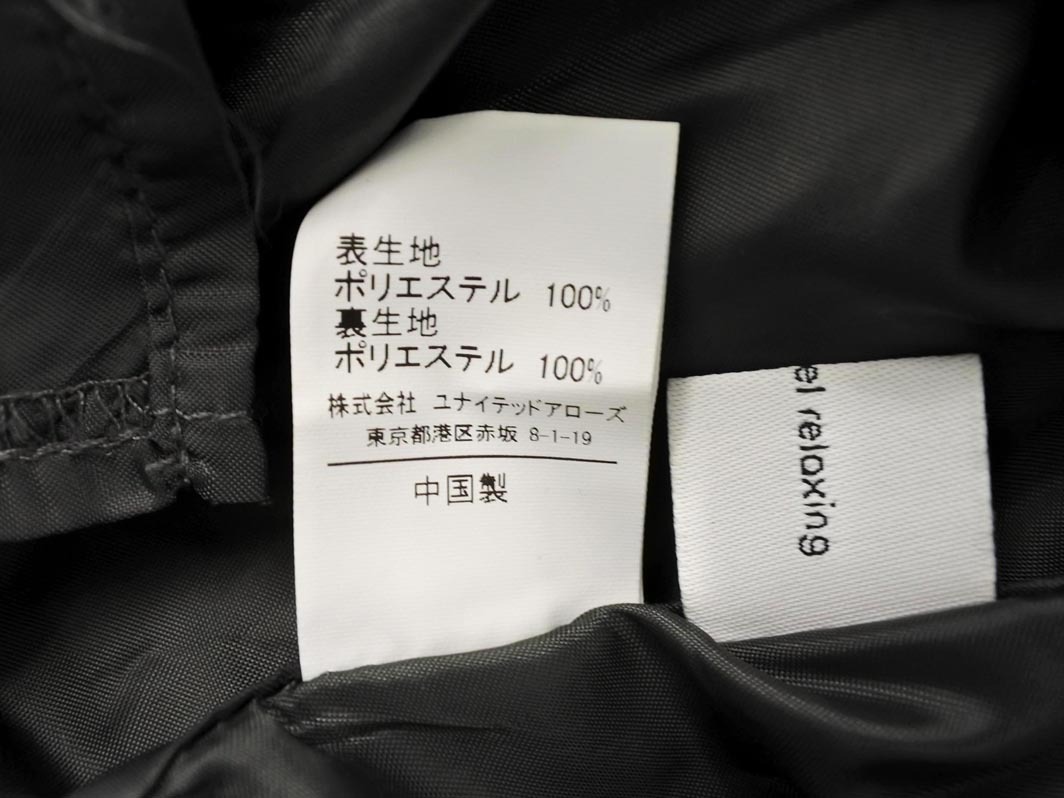 表生地
ポリエステル 100%
裏生地
ポリエステル 100%
株式会社 ユナイテッドアローズ
東京都港区赤坂 8-1-19
中国製
el relaxing